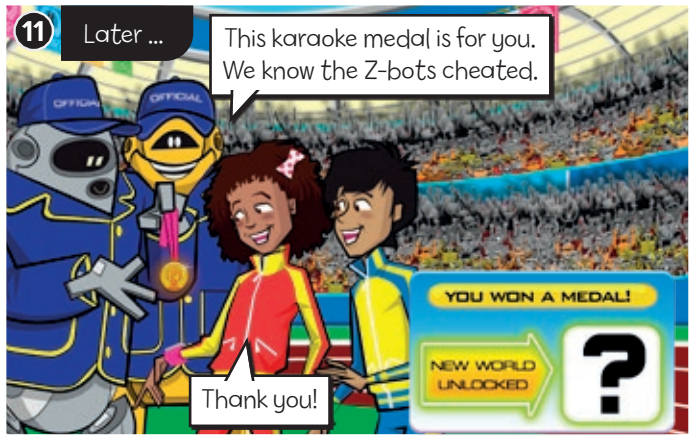 11
Later ...
This karaoke medal is for you.
We know the Z-bots cheated.
OFFICIAL
OFFICIAL
YOU WON A MEDAL!
NEW WORLD
UNLOCKED
?
Thank you!